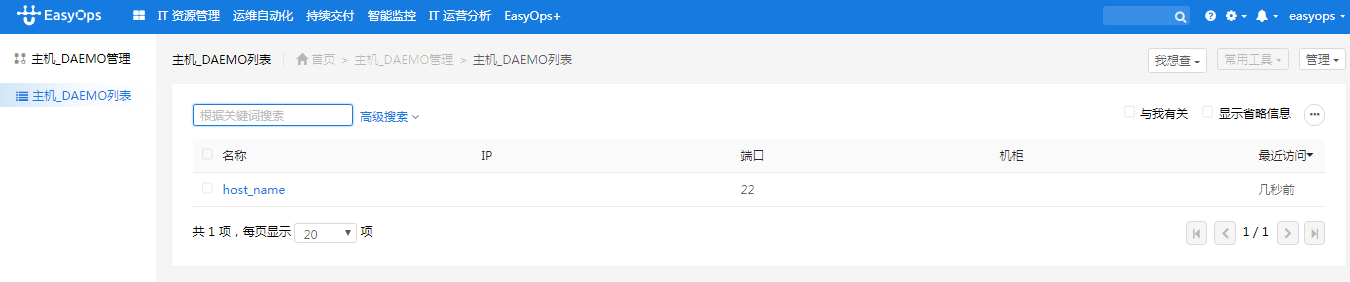 EasyOps IT 资源管理 运维自动化 持续交付 智能监控 IT 运营分析 EasyOps+ easyops
主机_DAEMO管理 主机_DAEMO列表 首页 > 主机_DAEMO管理 > 主机_DAEMO列表 我想查 常用工具 管理
主机_DAEMO列表
根据关键词搜索 高级搜索 与我有关 显示省略信息
名称 IP 端口 机柜 最近访问
host_name 22 几秒前
共 1 项，每页显示 20 项 1 / 1